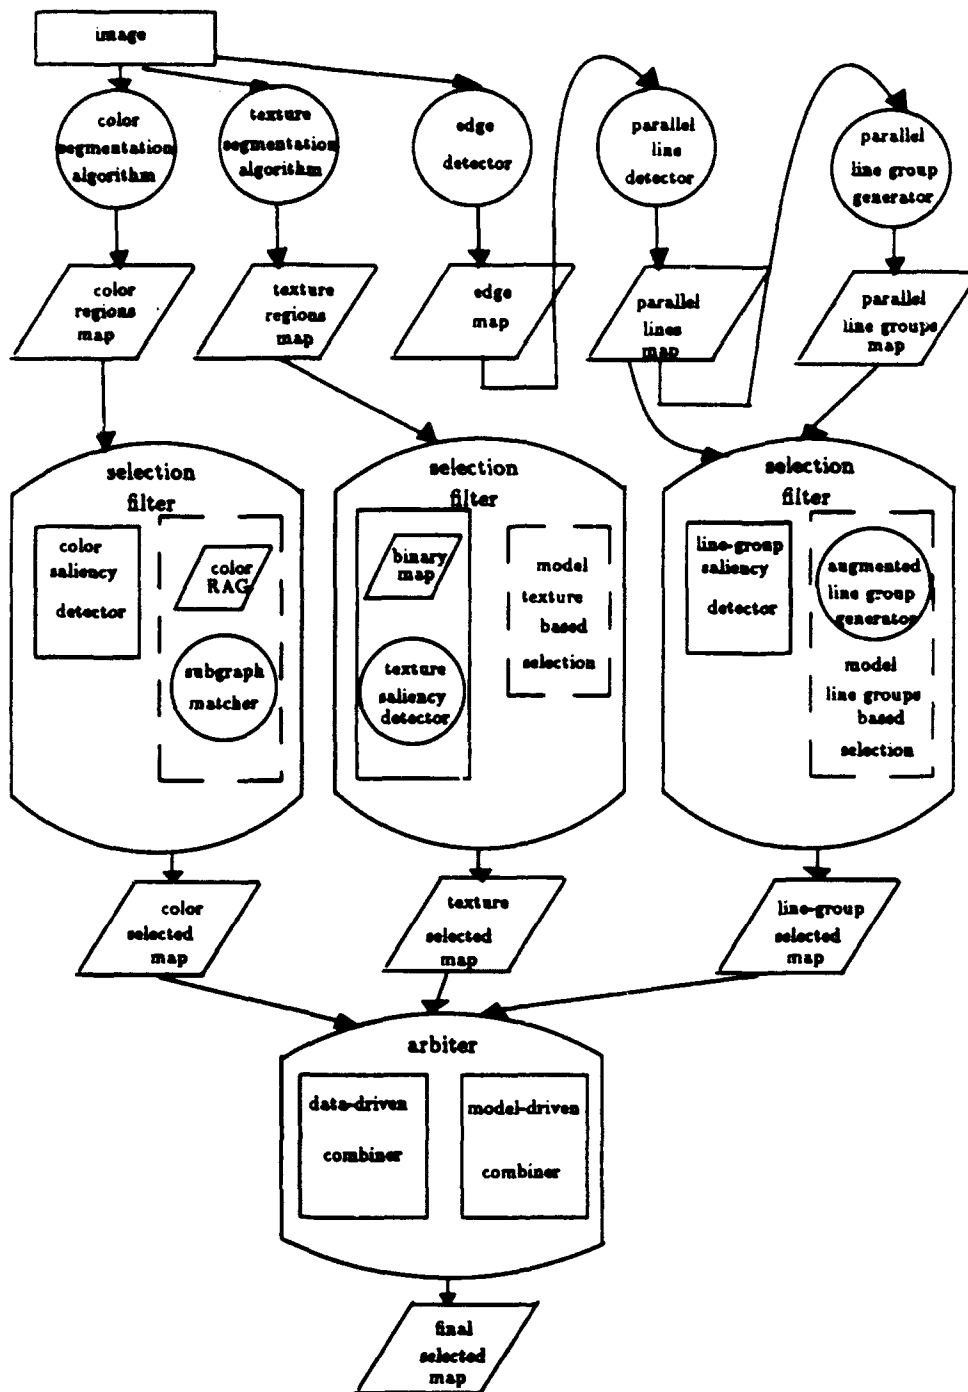 image
color
segmentation
algorithm
texture
segmentation
algorithm
edge
detector
parallel
line
detector
parallel
line group
generator
color
regions
map
texture
regions
map
edge
map
parallel
lines
map
parallel
line groups
map
selection
filter
color
saliency
detector
color
RAG
subgraph
matcher
selection
filter
binary
map
texture
saliency
detector
model
texture
based
selection
selection
filter
line-group
saliency
detector
augmented
line group
generator
model
line groups
based
selection
color
selected
map
texture
selected
map
line-group
selected
map
arbiter
data-driven
combiner
model-driven
combiner
final
selected
map